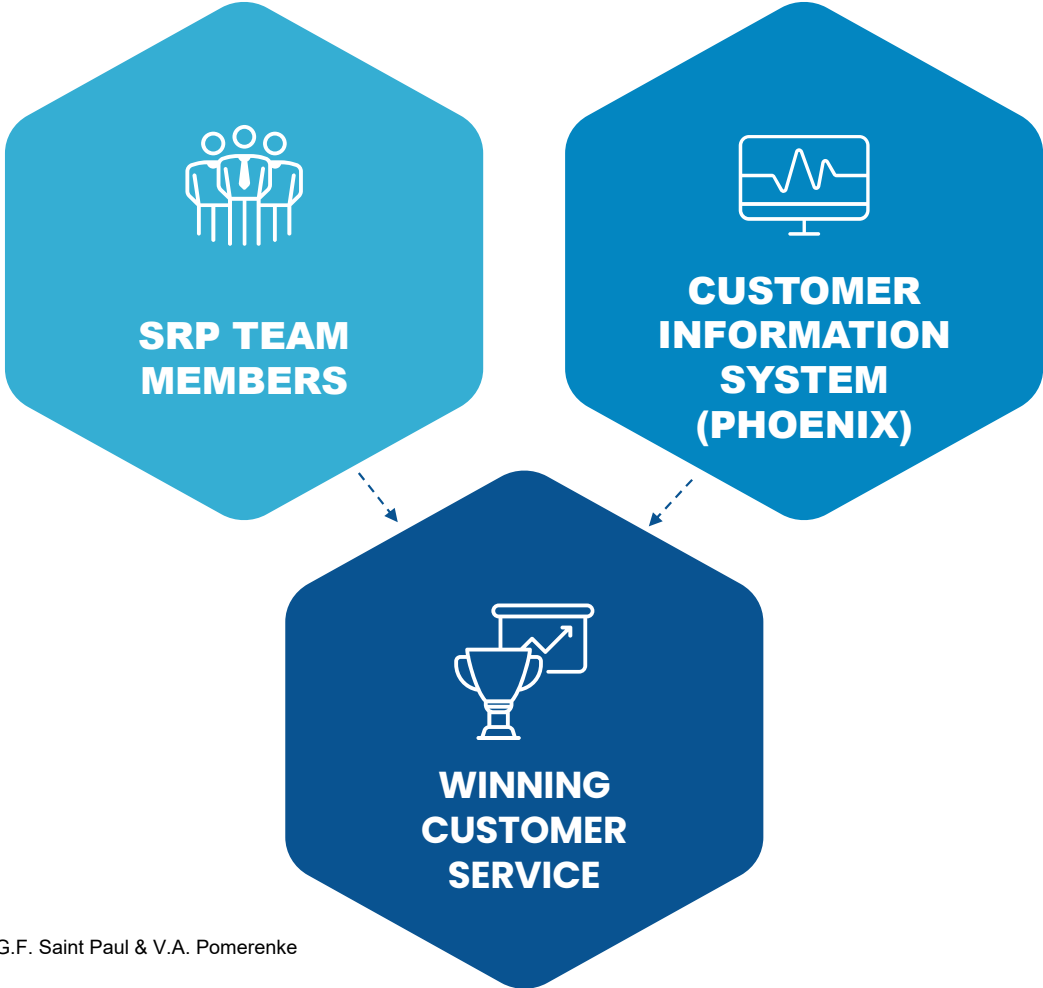 SRP TEAM
MEMBERS
CUSTOMER
INFORMATION
SYSTEM
(PHOENIX)
WINNING
CUSTOMER
SERVICE
G.F. Saint Paul & V.A. Pomerenke